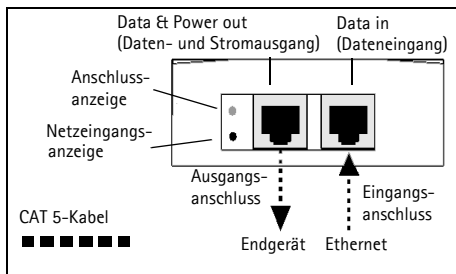 Data & Power out
(Daten- und Stromausgang)
Data in
(Dateneingang)
Anschluss-
anzeige
Netzeingangs-
anzeige
Ausgangs-
anschluss
Eingangs-
anschluss
CAT 5-Kabel
Endgerät
Ethernet